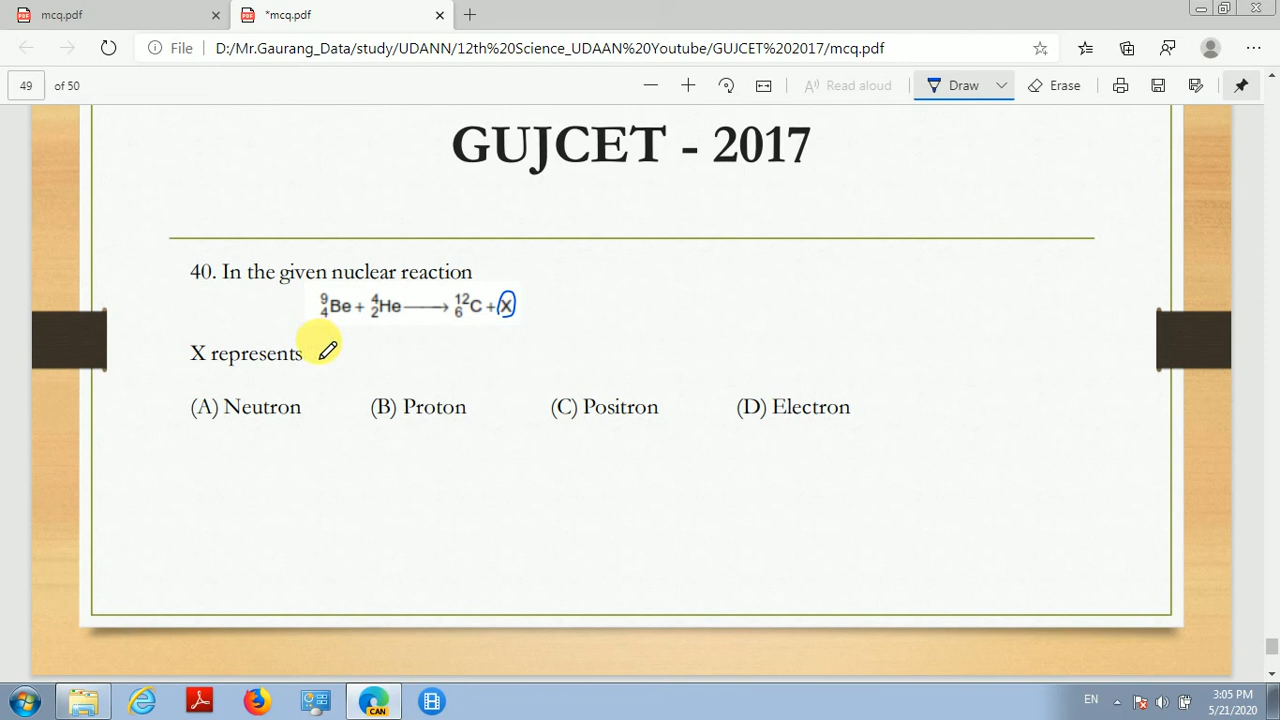 mcq.pdf
*mcq.pdf
File
D:/Mr.Gaurang_Data/study/UDANN/12th%20Science_UDAAN%20Youtube/GUJCET%202017/mcq.pdf
49 of 50
Read aloud
Draw
Erase
GUJCET - 2017
40. In the given nuclear reaction
⁹₄Be + ⁴₂He ⟶ ¹²₆C + X
X represents
(A) Neutron (B) Proton (C) Positron (D) Electron
CAN
EN
3:05 PM
5/21/2020